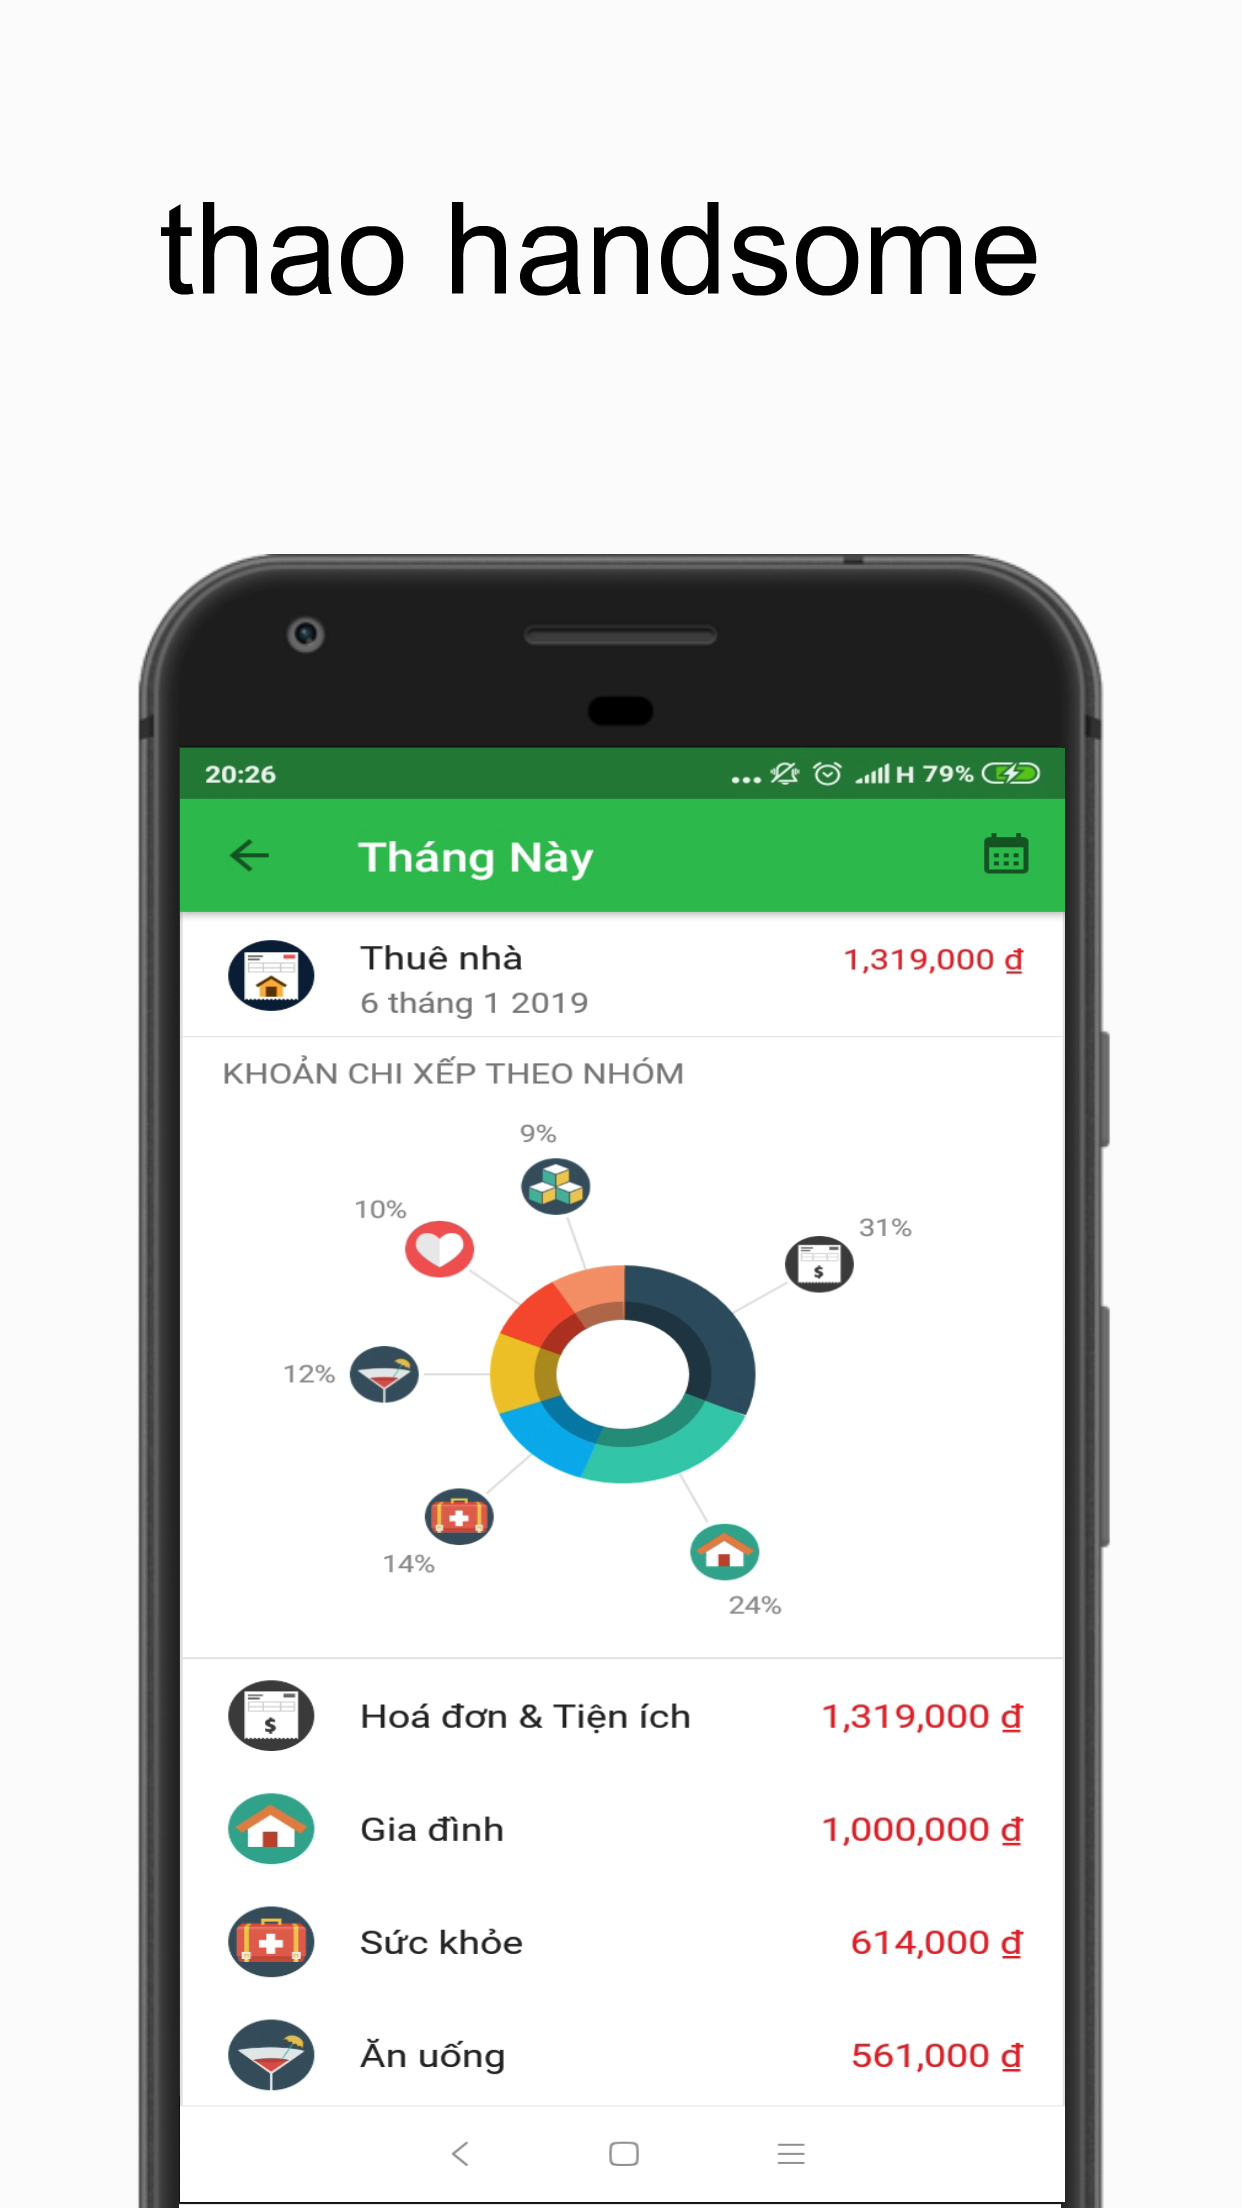 thao handsome
20:26
... H 79%
Tháng Này
Thuê nhà
1,319,000 ₫
6 tháng 1 2019
KHOẢN CHI XẾP THEO NHÓM
9%
10%
31%
$
12%
14%
24%
$
Hoá đơn & Tiện ích
1,319,000 ₫
Gia đình
1,000,000 ₫
Sức khỏe
614,000 ₫
Ăn uống
561,000 ₫